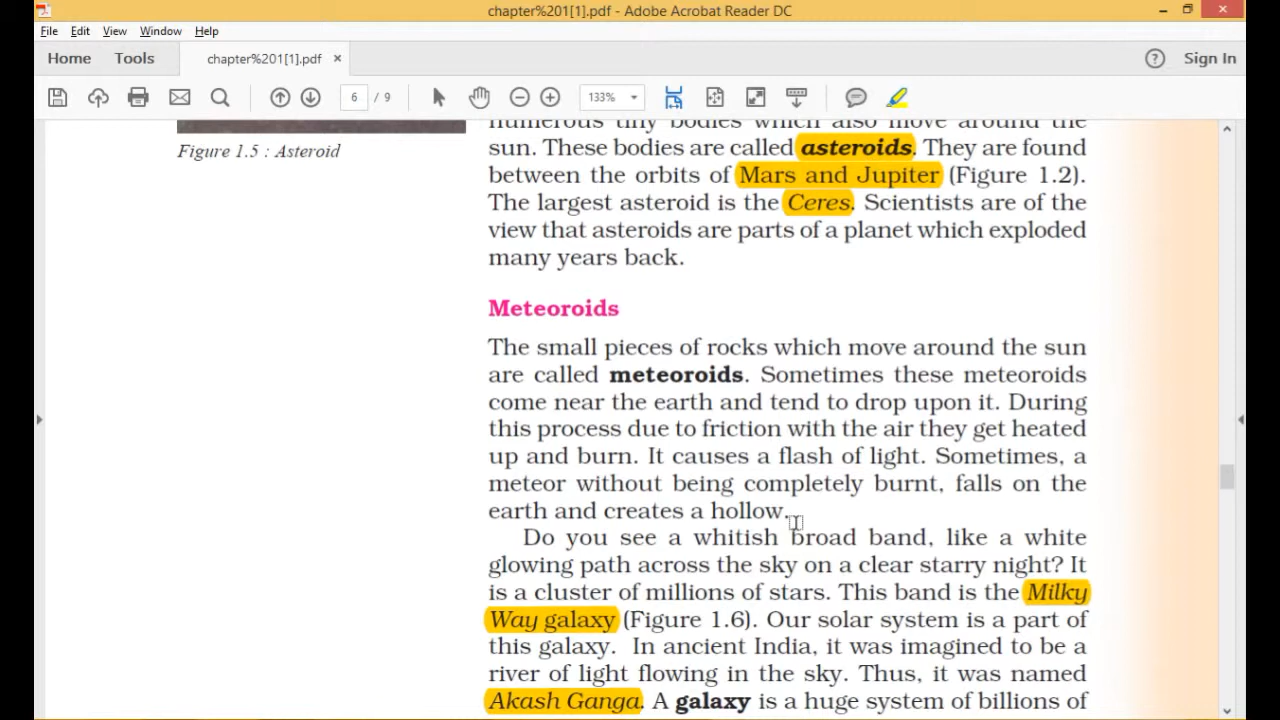 chapter%201[1].pdf - Adobe Acrobat Reader DC
File Edit View Window Help
Home Tools chapter%201[1].pdf × Sign In
6 / 9 133%
numerous tiny bodies which also move around the
Figure 1.5 : Asteroid
sun. These bodies are called asteroids. They are found
between the orbits of Mars and Jupiter (Figure 1.2).
The largest asteroid is the Ceres. Scientists are of the
view that asteroids are parts of a planet which exploded
many years back.
Meteoroids
The small pieces of rocks which move around the sun
are called meteoroids. Sometimes these meteoroids
come near the earth and tend to drop upon it. During
this process due to friction with the air they get heated
up and burn. It causes a flash of light. Sometimes, a
meteor without being completely burnt, falls on the
earth and creates a hollow.
Do you see a whitish broad band, like a white
glowing path across the sky on a clear starry night? It
is a cluster of millions of stars. This band is the Milky
Way galaxy (Figure 1.6). Our solar system is a part of
this galaxy. In ancient India, it was imagined to be a
river of light flowing in the sky. Thus, it was named
Akash Ganga. A galaxy is a huge system of billions of